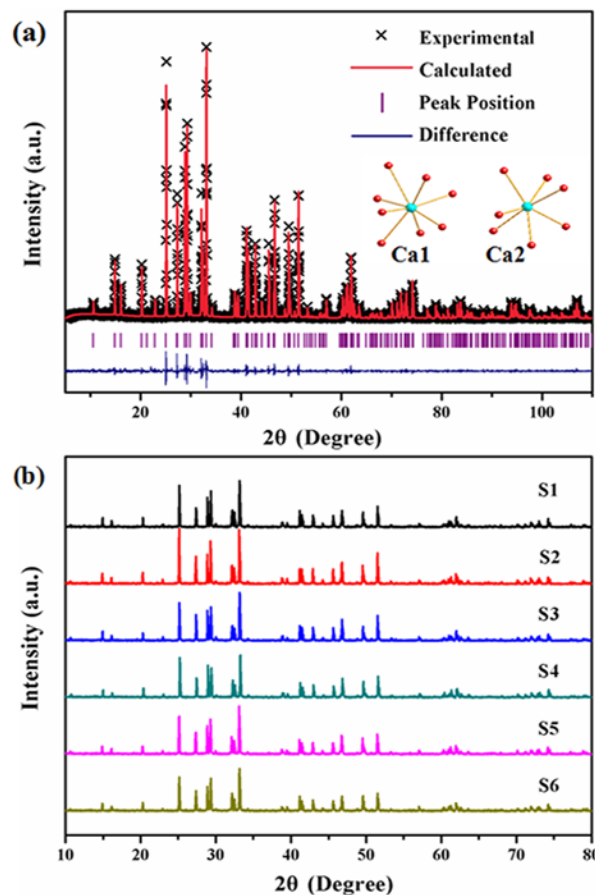 (a)
Experimental
Calculated
Peak Position
Difference
Ca1
Ca2
Intensity (a.u.)
20 40 60 80 100
2θ (Degree)
(b)
S1
S2
S3
S4
S5
S6
Intensity (a.u.)
10 20 30 40 50 60 70 80
2θ (Degree)